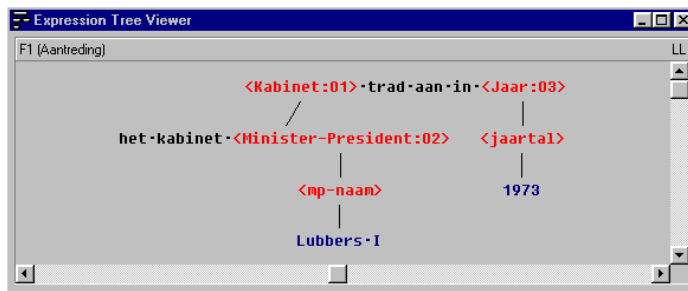 Expression Tree Viewer
F1 (Aantreding) LL
<Kabinet:01>·trad·aan·in·<Jaar:03>
het·kabinet·<Minister-President:02> <jaartal>
<mp-naam> 1973
Lubbers·I